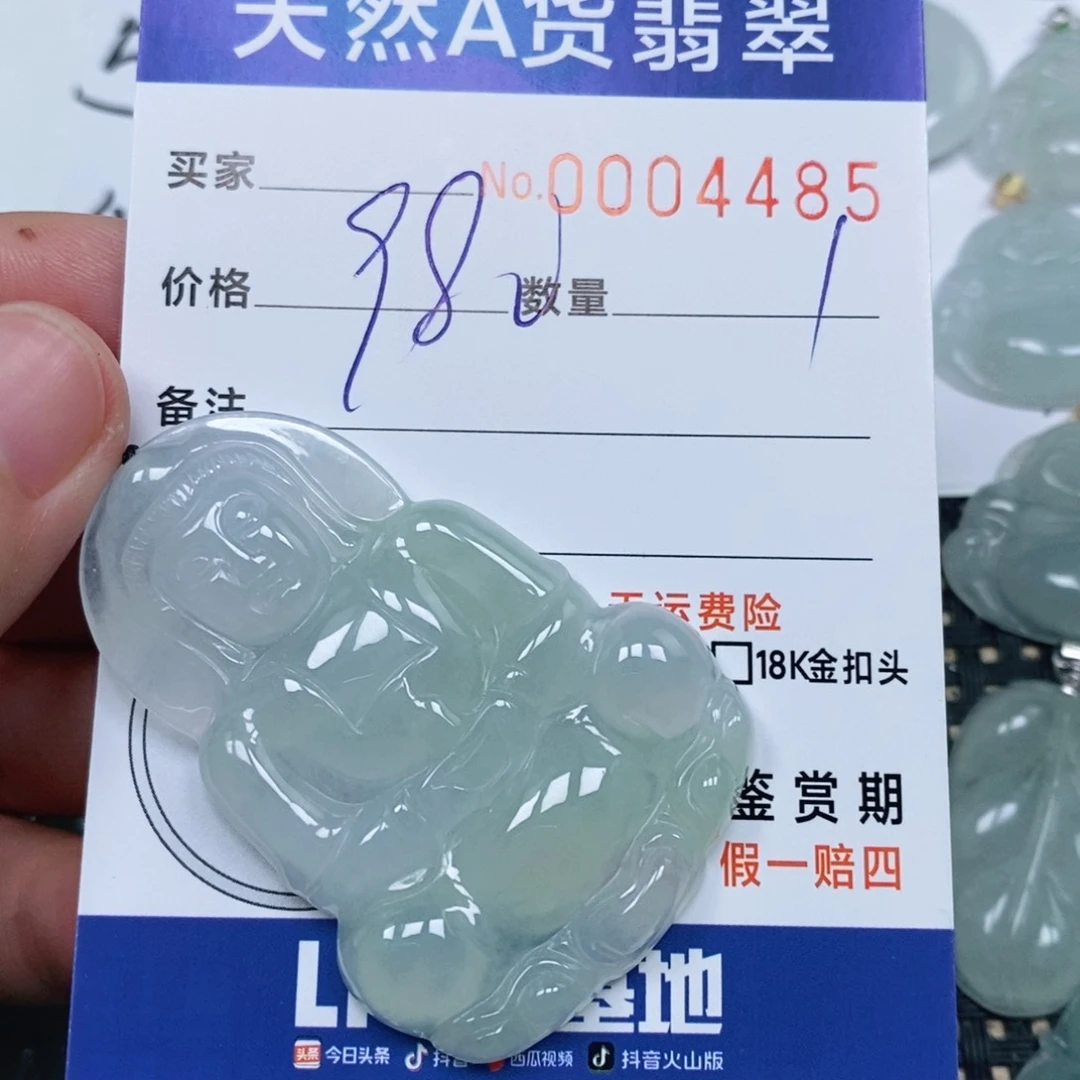 天然A货翡翠
买家 No.0004485
价格 98 数量 1
备注
运费险
18K金扣头
鉴赏期
假一赔四
基地
今日头条 抖音 西瓜视频 抖音火山版